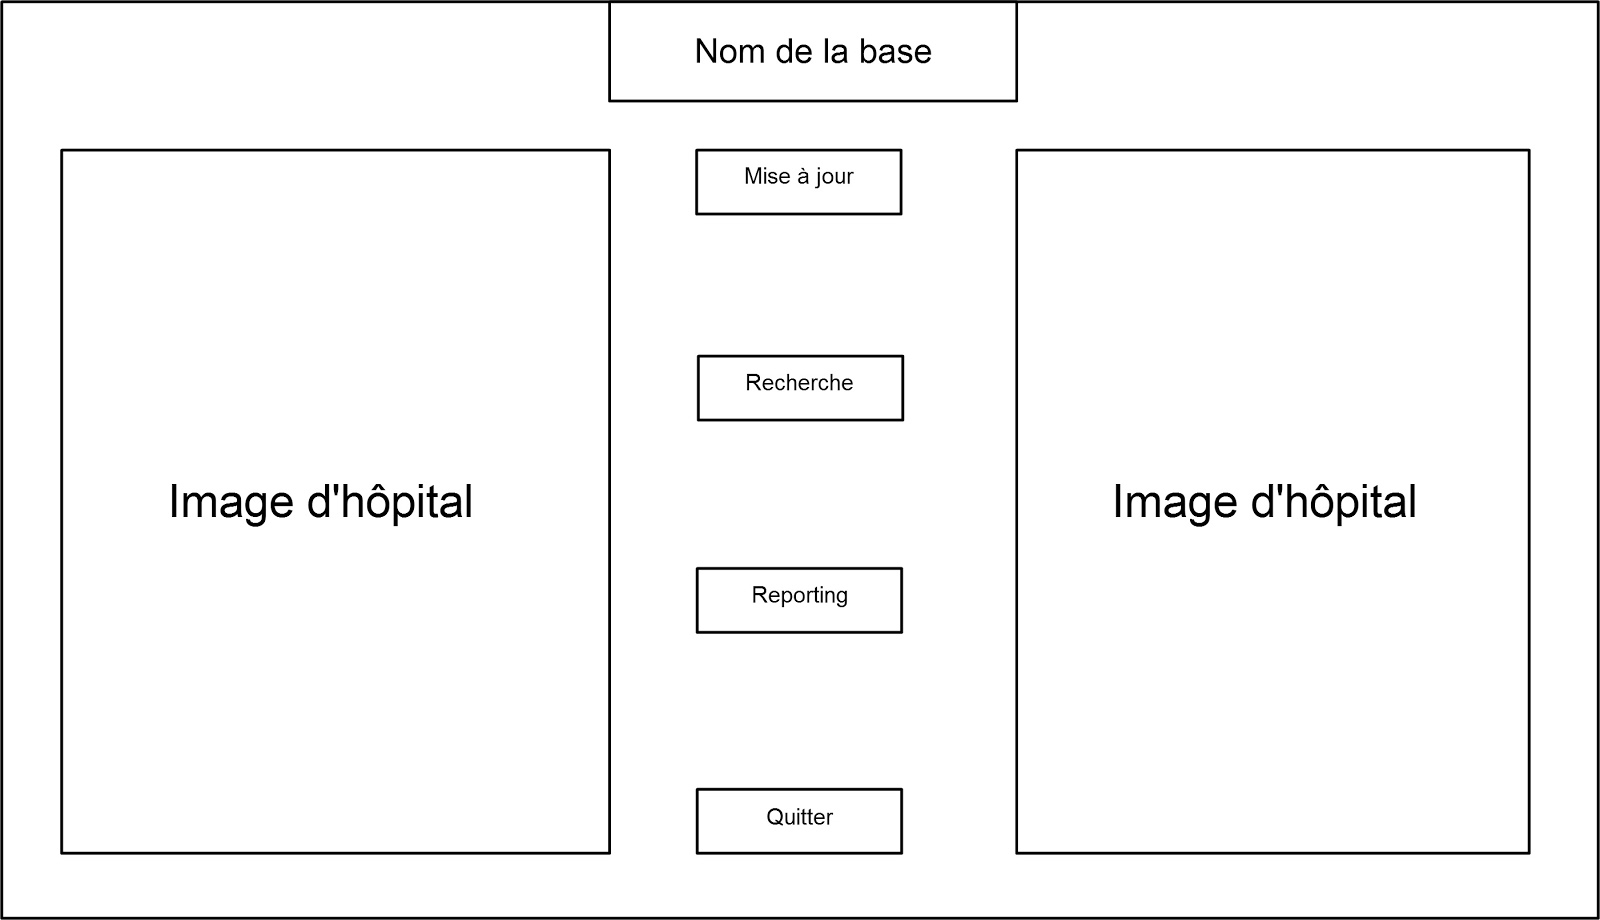 Nom de la base
Mise à jour
Recherche
Image d'hôpital
Image d'hôpital
Reporting
Quitter